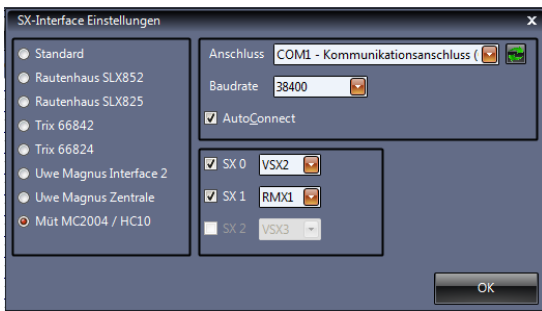 SX-Interface Einstellungen x
Standard
Rautenhaus SLX852
Rautenhaus SLX825
Trix 66842
Trix 66824
Uwe Magnus Interface 2
Uwe Magnus Zentrale
Müt MC2004 / HC10
Anschluss COM1 - Kommunikationsanschluss (
Baudrate 38400
AutoConnect
SX 0 VSX2
SX 1 RMX1
SX 2 VSX3
OK